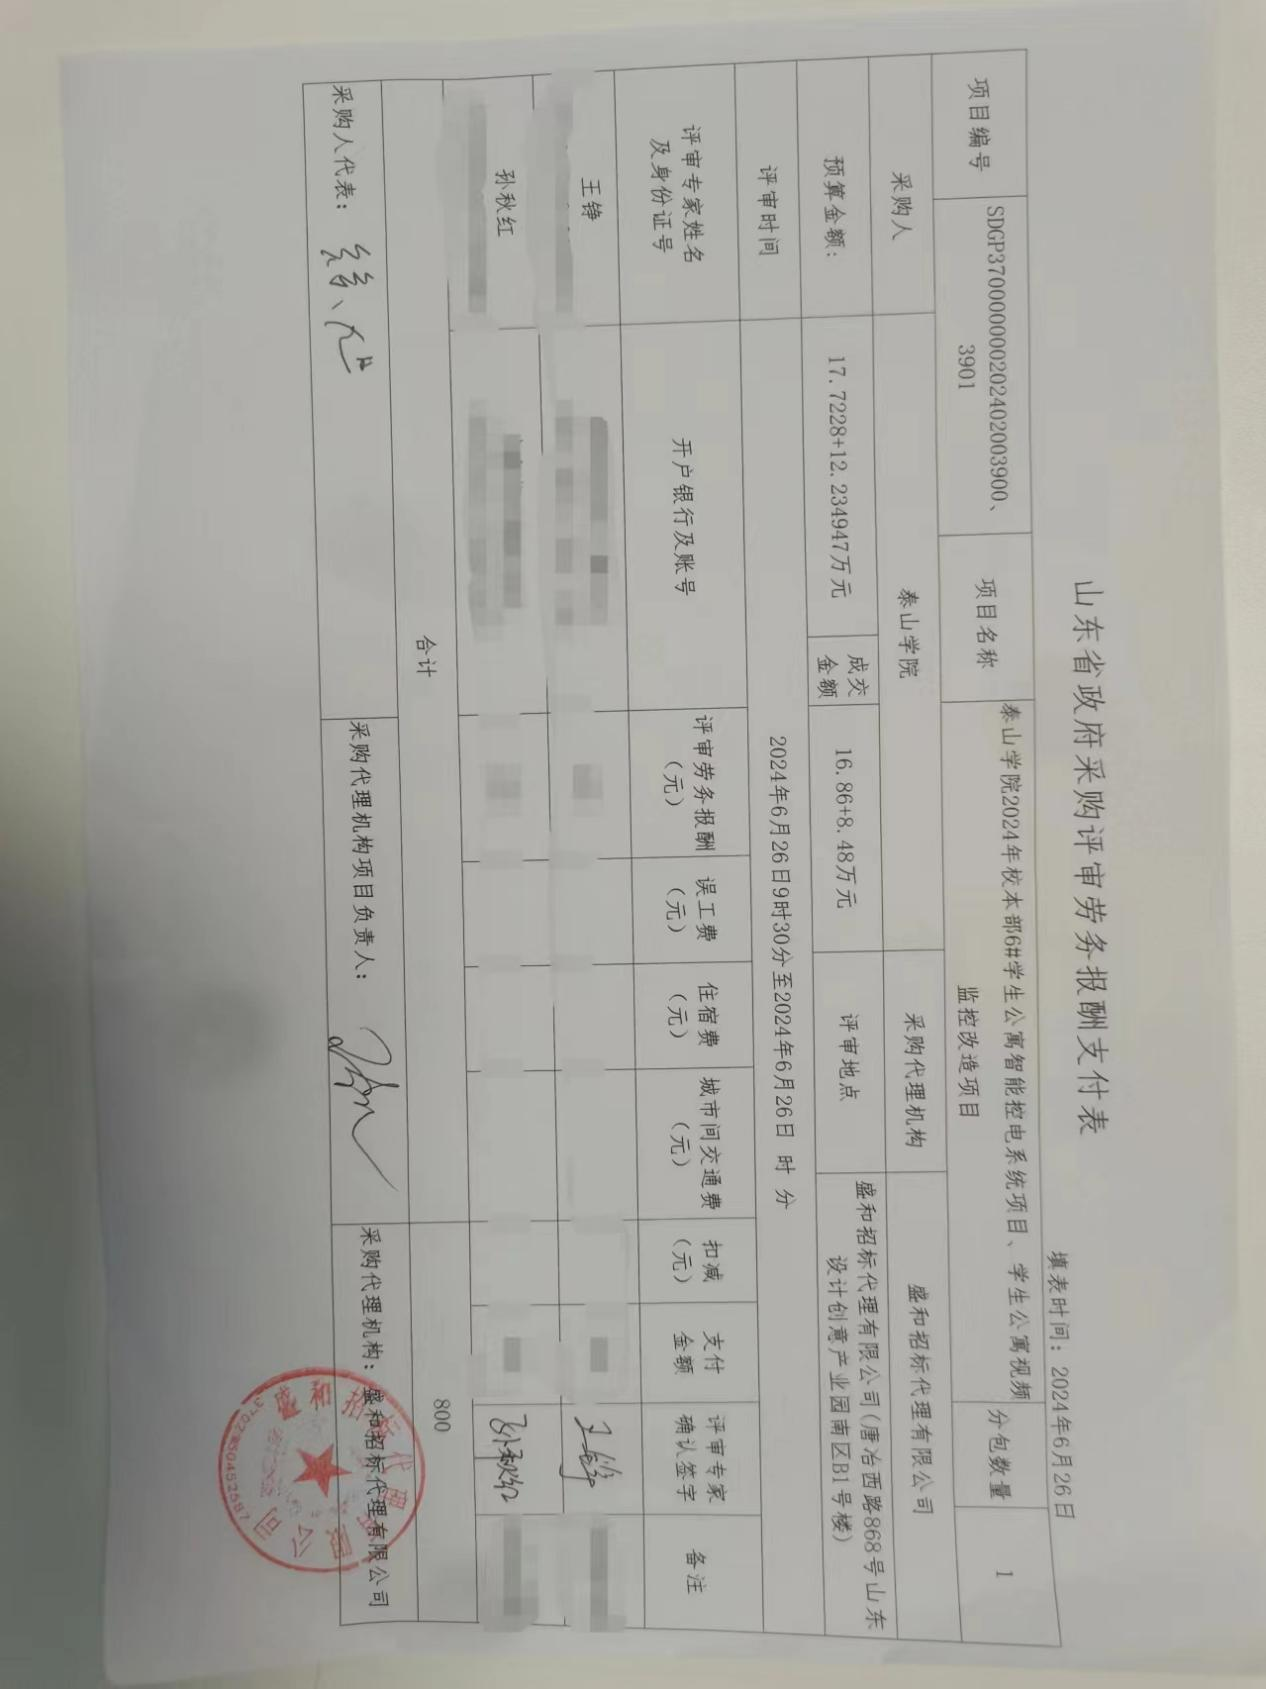 山东省政府采购评审劳务报酬支付表
填表时间：2024年6月26日
项目编号
SDGP370000000202402003900、
3901
项目名称
泰山学院2024年校本部6#学生公寓智能控电系统项目、学生公寓视频
监控改造项目
分包数量
1
采购人
泰山学院
采购代理机构
盛和招标代理有限公司
预算金额：
17.7228+12.234947万元
成交
金额
16.86+8.48万元
评审地点
盛和招标代理有限公司(唐冶西路868号山东
设计创意产业园南区B1号楼)
评审时间
2024年6月26日9时30分至2024年6月26日 时 分
评审专家姓名
及身份证号
开户银行及账号
评审劳务报酬
（元）
误工费
（元）
住宿费
（元）
城市间交通费
（元）
扣减
（元）
支付
金额
评审专家
确认签字
备注
王铮
王铮
孙秋红
孙秋红
合计
800
采购人代表：
采购代理机构项目负责人：
采购代理机构：盛和招标代理有限公司
盛和招标代理有限公司